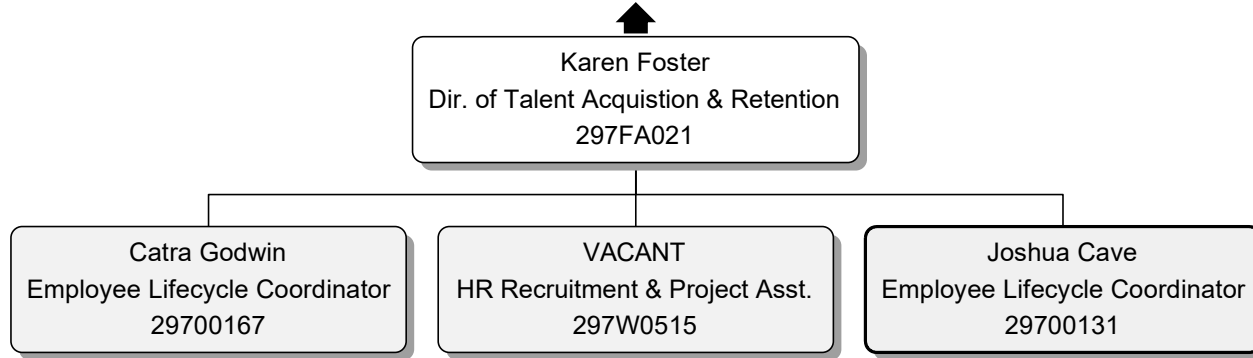 Karen Foster
Dir. of Talent Acquistion & Retention
297FA021
Catra Godwin
Employee Lifecycle Coordinator
29700167
VACANT
HR Recruitment & Project Asst.
297W0515
Joshua Cave
Employee Lifecycle Coordinator
29700131